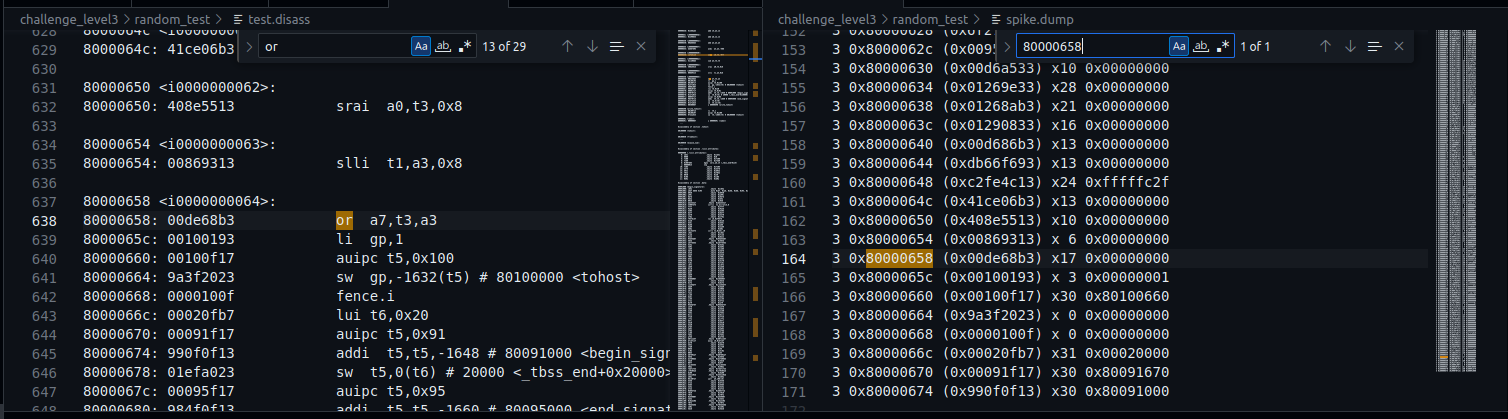 challenge_level3 > random_test > test.disass
or
Aa ab .*
13 of 29
629 8000064c: 41ce06b3
630
631 80000650 <i0000000062>:
632 80000650: 408e5513 srai a0,t3,0x8
633
634 80000654 <i0000000063>:
635 80000654: 00869313 slli t1,a3,0x8
636
637 80000658 <i0000000064>:
638 80000658: 00de68b3 or a7,t3,a3
639 8000065c: 00100193 li gp,1
640 80000660: 00100f17 auipc t5,0x100
641 80000664: 9a3f2023 sw gp,-1632(t5) # 80100000 <tohost>
642 80000668: 0000100f fence.i
643 8000066c: 00020fb7 lui t6,0x20
644 80000670: 00091f17 auipc t5,0x91
645 80000674: 990f0f13 addi t5,t5,-1648 # 80091000 <begin_sign
646 80000678: 01efa023 sw t5,0(t6) # 20000 <_tbss_end+0x20000>
647 8000067c: 00095f17 auipc t5,0x95
648 80000680: 984f0f13 addi t5,t5,-1660 # 80095000 <end_signat
challenge_level3 > random_test > spike.dump
80000658
Aa ab .*
1 of 1
153 3 0x8000062c (0x009
154 3 0x80000630 (0x00d6a533) x10 0x00000000
155 3 0x80000634 (0x01269e33) x28 0x00000000
156 3 0x80000638 (0x01268ab3) x21 0x00000000
157 3 0x8000063c (0x01290833) x16 0x00000000
158 3 0x80000640 (0x00d686b3) x13 0x00000000
159 3 0x80000644 (0xdb66f693) x13 0x00000000
160 3 0x80000648 (0xc2fe4c13) x24 0xfffffc2f
161 3 0x8000064c (0x41ce06b3) x13 0x00000000
162 3 0x80000650 (0x408e5513) x10 0x00000000
163 3 0x80000654 (0x00869313) x 6 0x00000000
164 3 0x80000658 (0x00de68b3) x17 0x00000000
165 3 0x8000065c (0x00100193) x 3 0x00000001
166 3 0x80000660 (0x00100f17) x30 0x80100660
167 3 0x80000664 (0x9a3f2023) x 0 0x00000000
168 3 0x80000668 (0x0000100f) x 0 0x00000000
169 3 0x8000066c (0x00020fb7) x31 0x00020000
170 3 0x80000670 (0x00091f17) x30 0x80091670
171 3 0x80000674 (0x990f0f13) x30 0x80091000